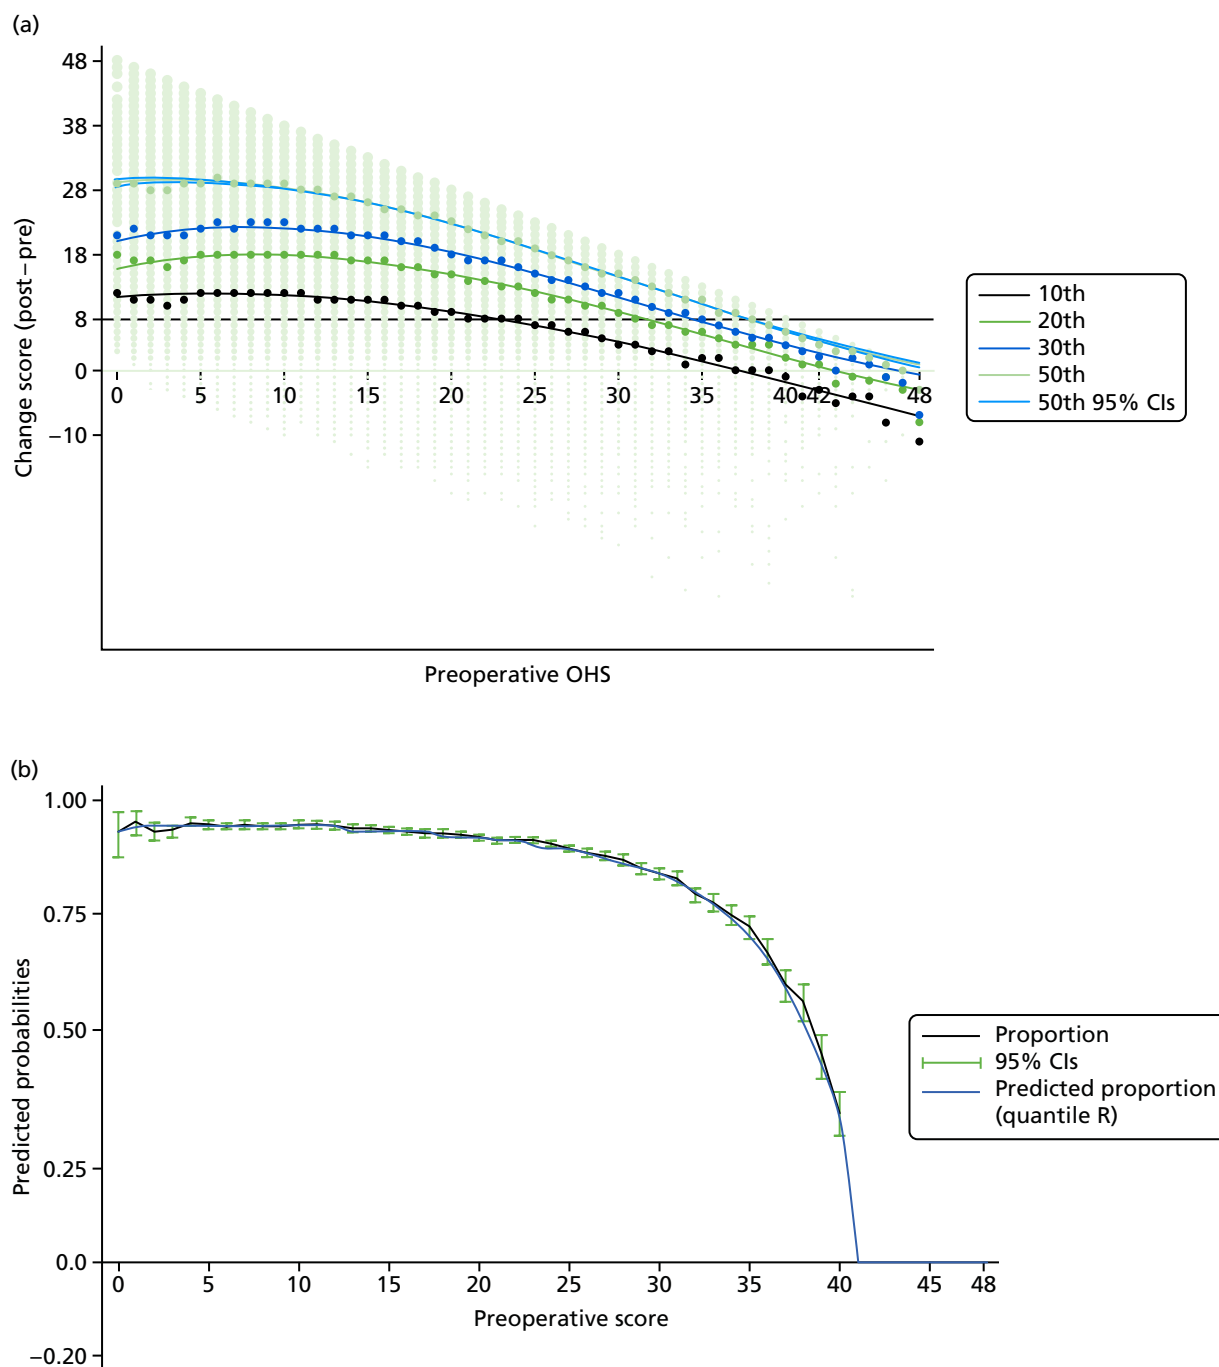 (a)
48
38
28
18
8
0
−10
Change score (post–pre)
0 5 10 15 20 25 30 35 40 42 48
Preoperative OHS
10th
20th
30th
50th
50th 95% CIs
(b)
1.00
0.75
0.50
0.25
0.0
−0.20
Predicted probabilities
0 5 10 15 20 25 30 35 40 45 48
Preoperative score
Proportion
95% CIs
Predicted proportion
(quantile R)